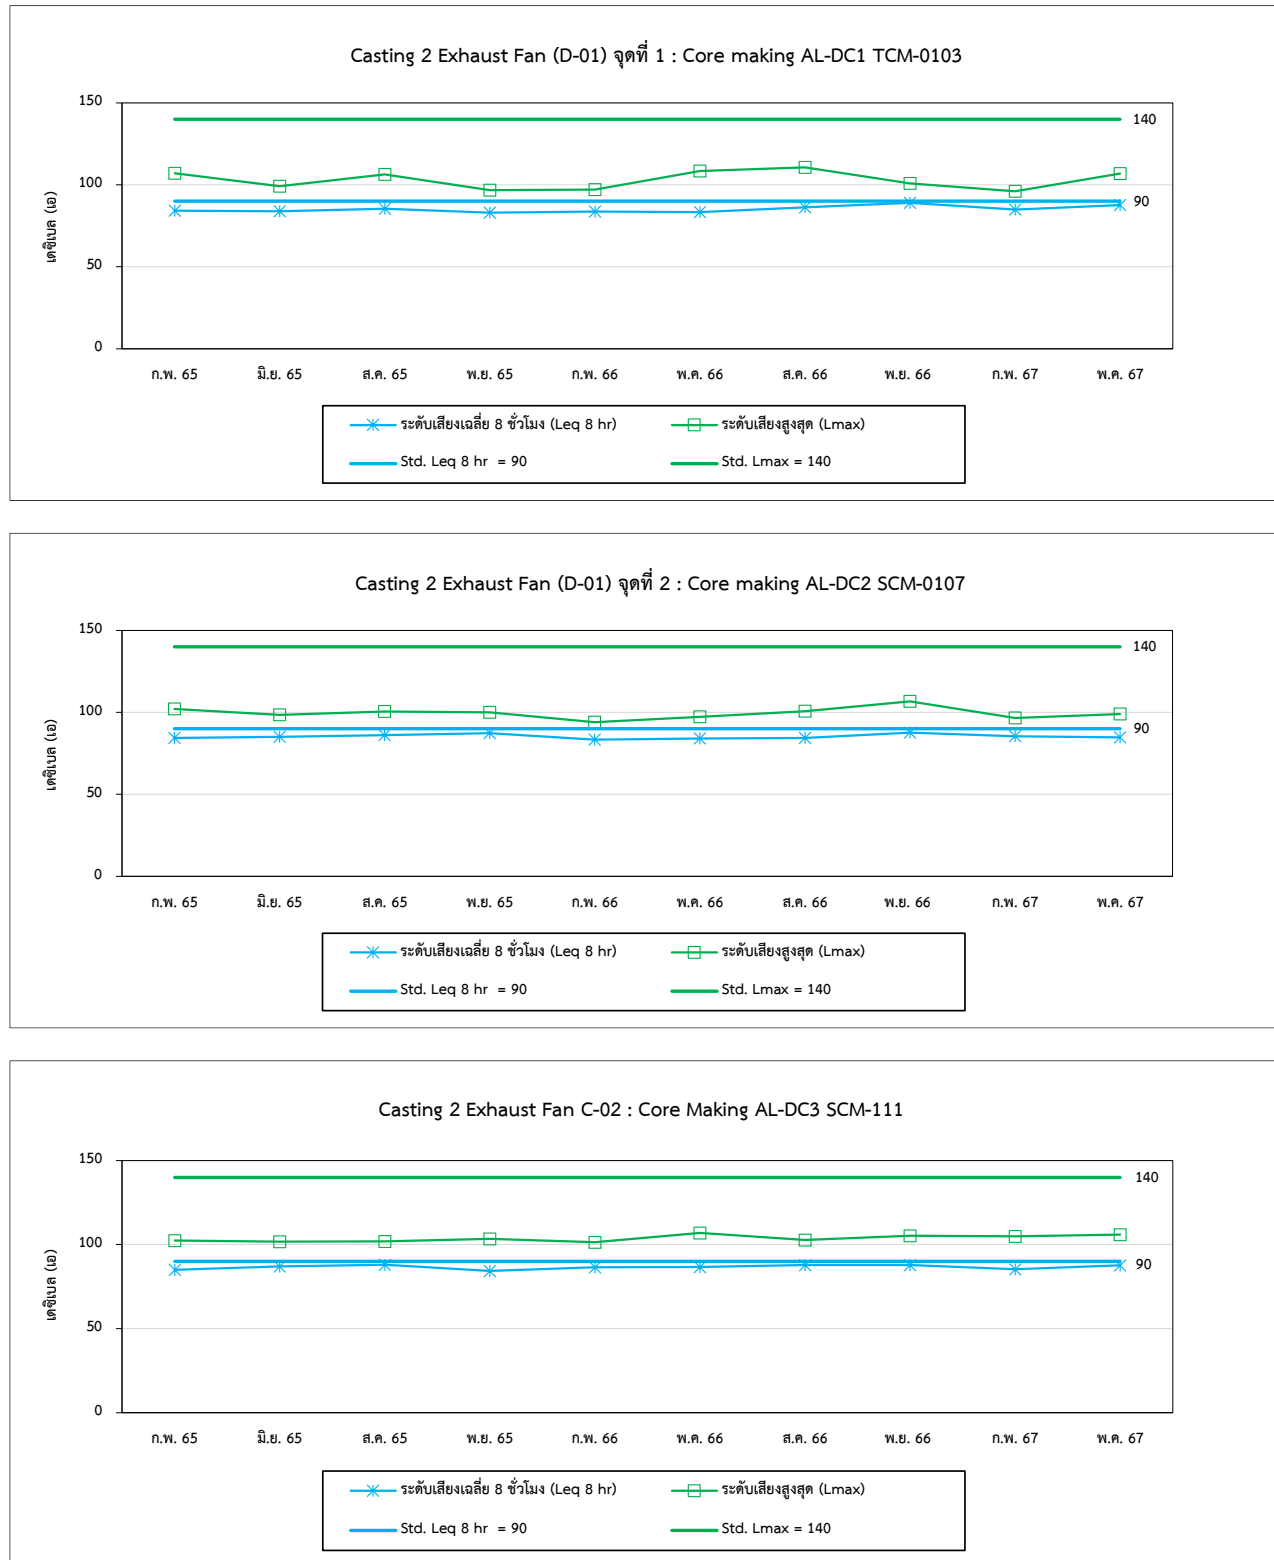 Casting 2 Exhaust Fan (D-01) จุดที่ 1 : Core making AL-DC1 TCM-0103
150
140
100
90
50
0
เดซิเบล (เอ)
ก.พ. 65 มิ.ย. 65 ส.ค. 65 พ.ย. 65 ก.พ. 66 พ.ค. 66 ส.ค. 66 พ.ย. 66 ก.พ. 67 พ.ค. 67
ระดับเสียงเฉลี่ย 8 ชั่วโมง (Leq 8 hr) ระดับเสียงสูงสุด (Lmax)
Std. Leq 8 hr = 90 Std. Lmax = 140
Casting 2 Exhaust Fan (D-01) จุดที่ 2 : Core making AL-DC2 SCM-0107
150
140
100
90
50
0
เดซิเบล (เอ)
ก.พ. 65 มิ.ย. 65 ส.ค. 65 พ.ย. 65 ก.พ. 66 พ.ค. 66 ส.ค. 66 พ.ย. 66 ก.พ. 67 พ.ค. 67
ระดับเสียงเฉลี่ย 8 ชั่วโมง (Leq 8 hr) ระดับเสียงสูงสุด (Lmax)
Std. Leq 8 hr = 90 Std. Lmax = 140
Casting 2 Exhaust Fan C-02 : Core Making AL-DC3 SCM-111
150
140
100
90
50
0
เดซิเบล (เอ)
ก.พ. 65 มิ.ย. 65 ส.ค. 65 พ.ย. 65 ก.พ. 66 พ.ค. 66 ส.ค. 66 พ.ย. 66 ก.พ. 67 พ.ค. 67
ระดับเสียงเฉลี่ย 8 ชั่วโมง (Leq 8 hr) ระดับเสียงสูงสุด (Lmax)
Std. Leq 8 hr = 90 Std. Lmax = 140